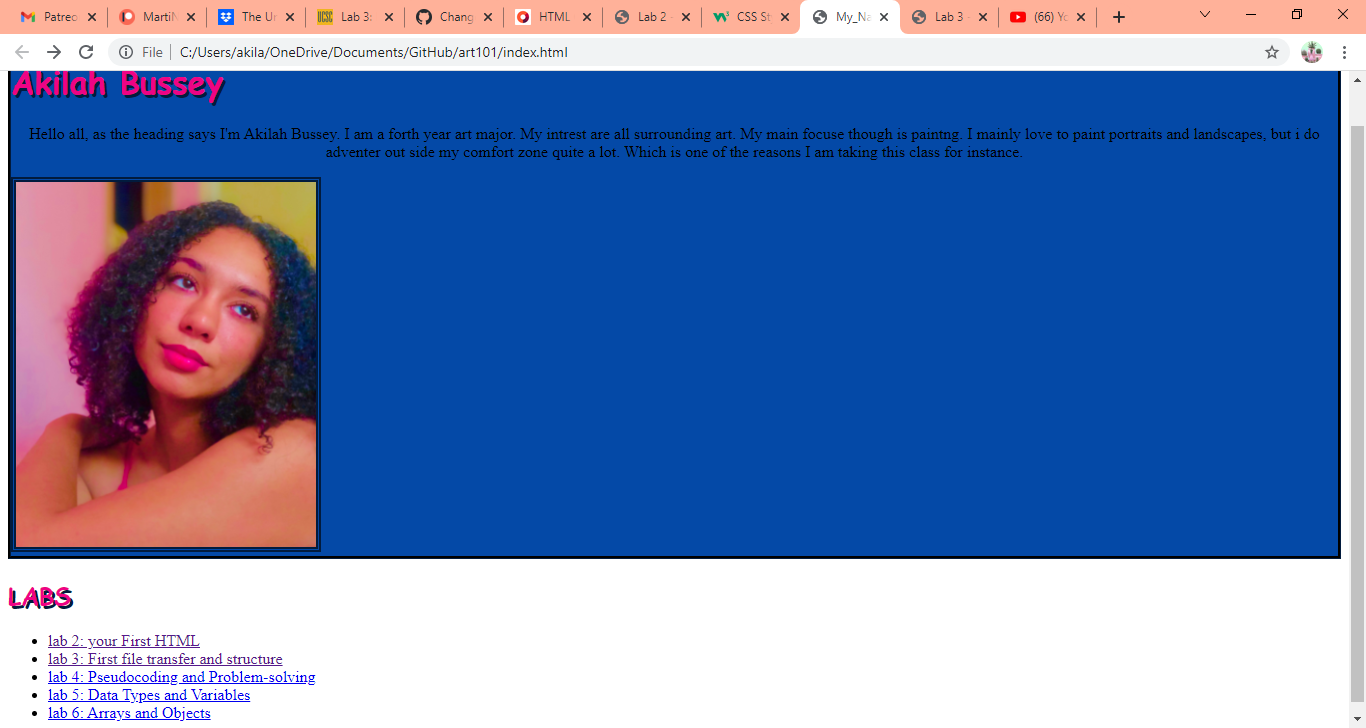 Patreo
MartiN
The Ur
Lab 3:
Chang
HTML
Lab 2 -
CSS St
My_Na
Lab 3 -
(66) Yo
File
C:/Users/akila/OneDrive/Documents/GitHub/art101/index.html
Akilah Bussey
Hello all, as the heading says I'm Akilah Bussey. I am a forth year art major. My intrest are all surrounding art. My main focuse though is paintng. I mainly love to paint portraits and landscapes, but i do
adventer out side my comfort zone quite a lot. Which is one of the reasons I am taking this class for instance.
LABS
lab 2: your First HTML
lab 3: First file transfer and structure
lab 4: Pseudocoding and Problem-solving
lab 5: Data Types and Variables
lab 6: Arrays and Objects